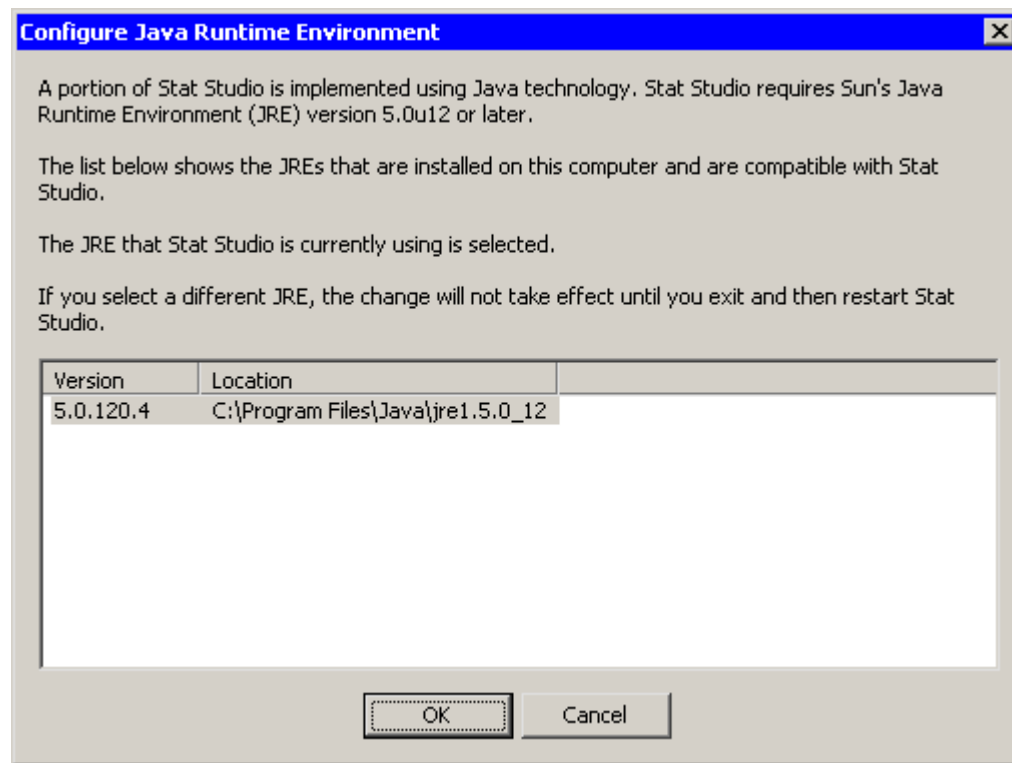 Configure Java Runtime Environment
A portion of Stat Studio is implemented using Java technology. Stat Studio requires Sun's Java
Runtime Environment (JRE) version 5.0u12 or later.
The list below shows the JREs that are installed on this computer and are compatible with Stat
Studio.
The JRE that Stat Studio is currently using is selected.
If you select a different JRE, the change will not take effect until you exit and then restart Stat
Studio.
Version Location
5.0.120.4 C:\Program Files\Java\jre1.5.0_12
OK Cancel